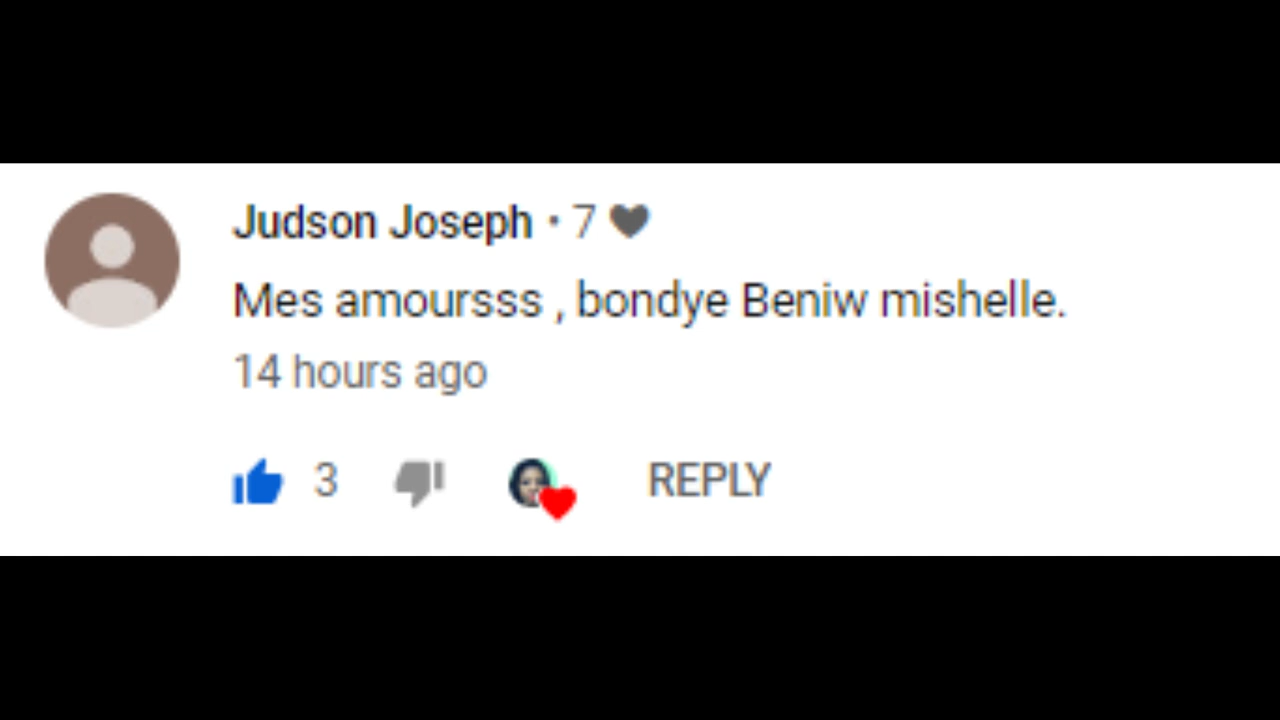 Judson Joseph • 7 🖤
Mes amoursss , bondye Beniw mishelle.
14 hours ago
3 REPLY